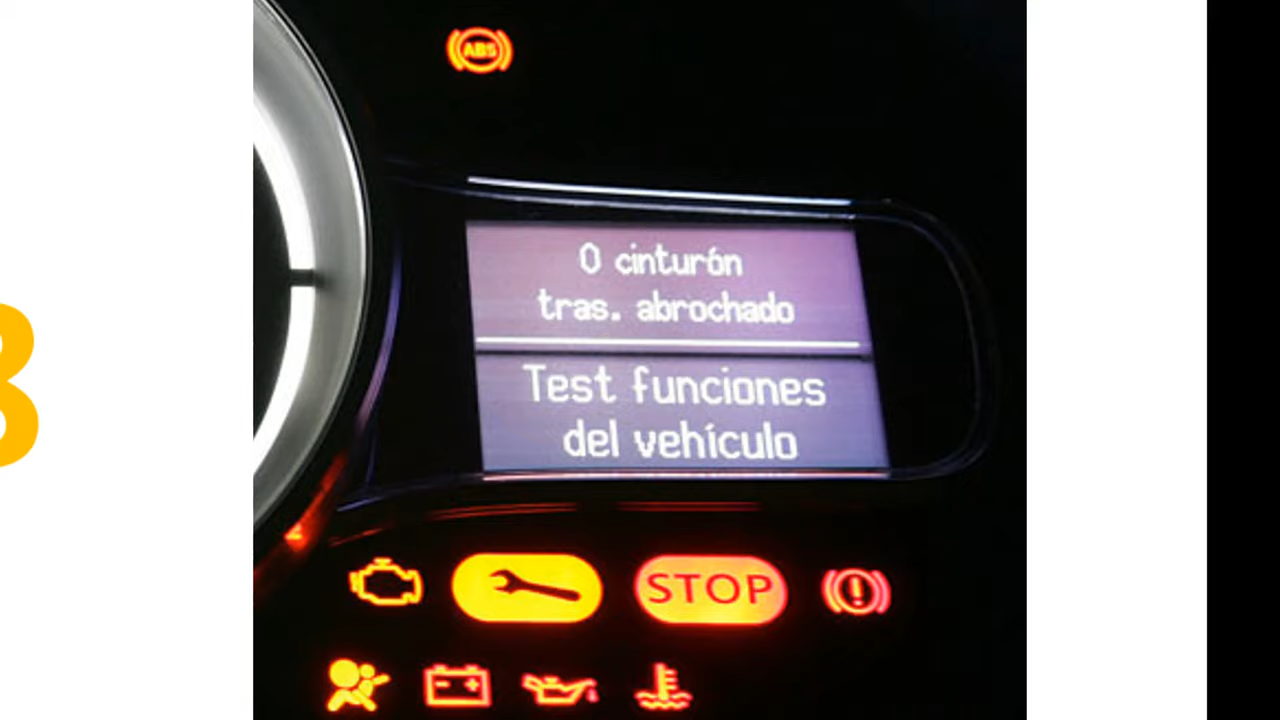 ABS
0 cinturón
tras. abrochado
Test funciones
del vehículo
STOP